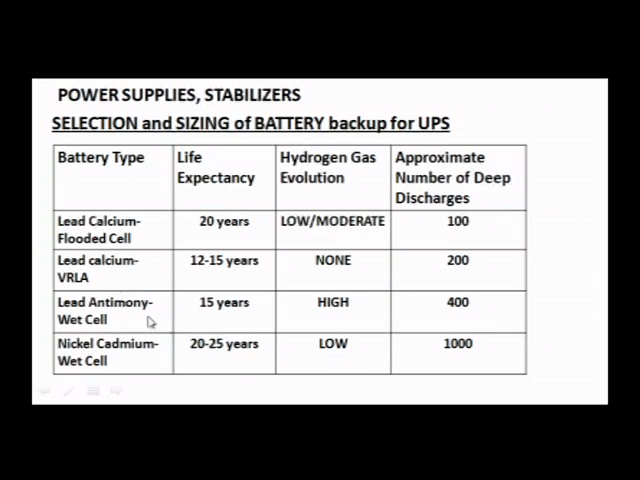 POWER SUPPLIES, STABILIZERS
SELECTION and SIZING of BATTERY backup for UPS
Battery Type Life Expectancy Hydrogen Gas Evolution Approximate Number of Deep Discharges
Lead Calcium-Flooded Cell 20 years LOW/MODERATE 100
Lead calcium-VRLA 12-15 years NONE 200
Lead Antimony-Wet Cell 15 years HIGH 400
Nickel Cadmium-Wet Cell 20-25 years LOW 1000